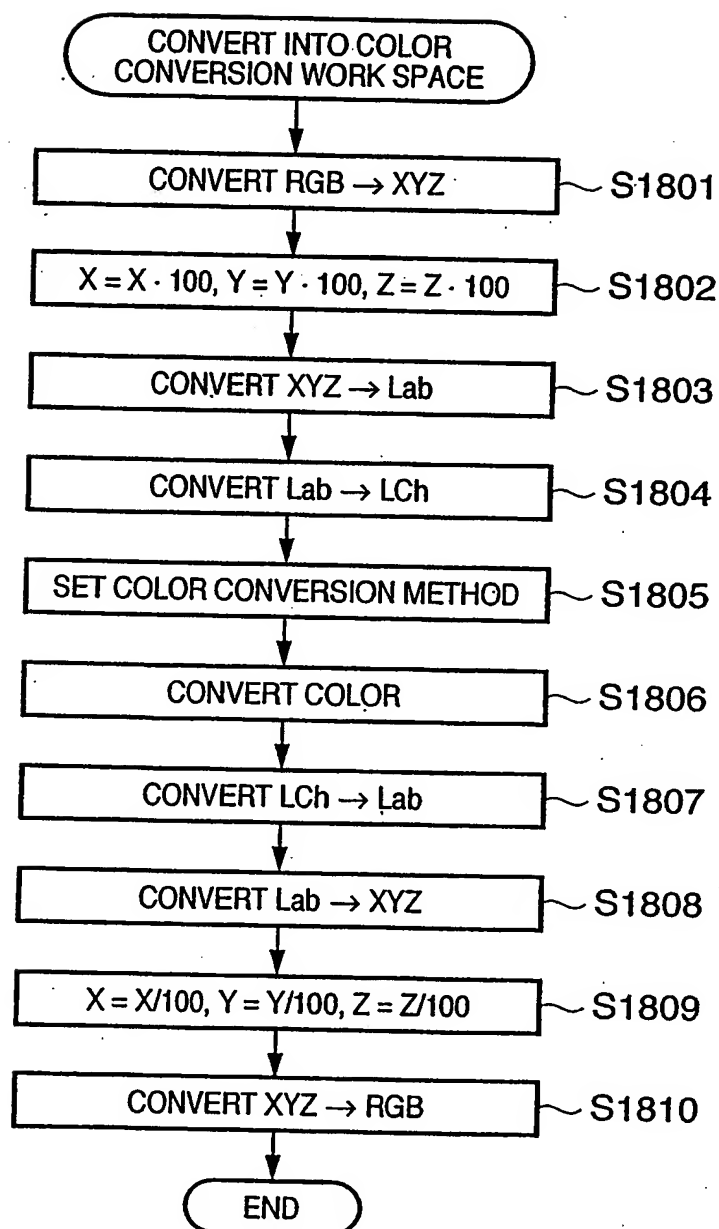 CONVERT INTO COLOR
CONVERSION WORK SPACE
CONVERT RGB → XYZ
S1801
X = X · 100, Y = Y · 100, Z = Z · 100
S1802
CONVERT XYZ → Lab
S1803
CONVERT Lab → LCh
S1804
SET COLOR CONVERSION METHOD
S1805
CONVERT COLOR
S1806
CONVERT LCh → Lab
S1807
CONVERT Lab → XYZ
S1808
X = X/100, Y = Y/100, Z = Z/100
S1809
CONVERT XYZ → RGB
S1810
END